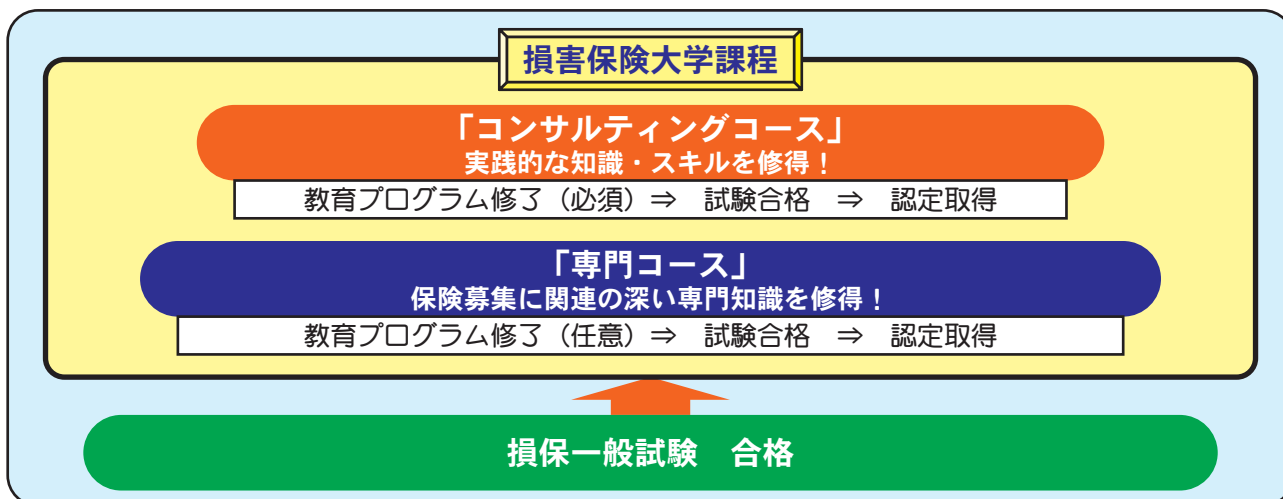 損害保険大学課程
「コンサルティングコース」
実践的な知識・スキルを修得！
教育プログラム修了（必須）⇒　試験合格　⇒　認定取得
「専門コース」
保険募集に関連の深い専門知識を修得！
教育プログラム修了（任意）⇒　試験合格　⇒　認定取得
損保一般試験　合格